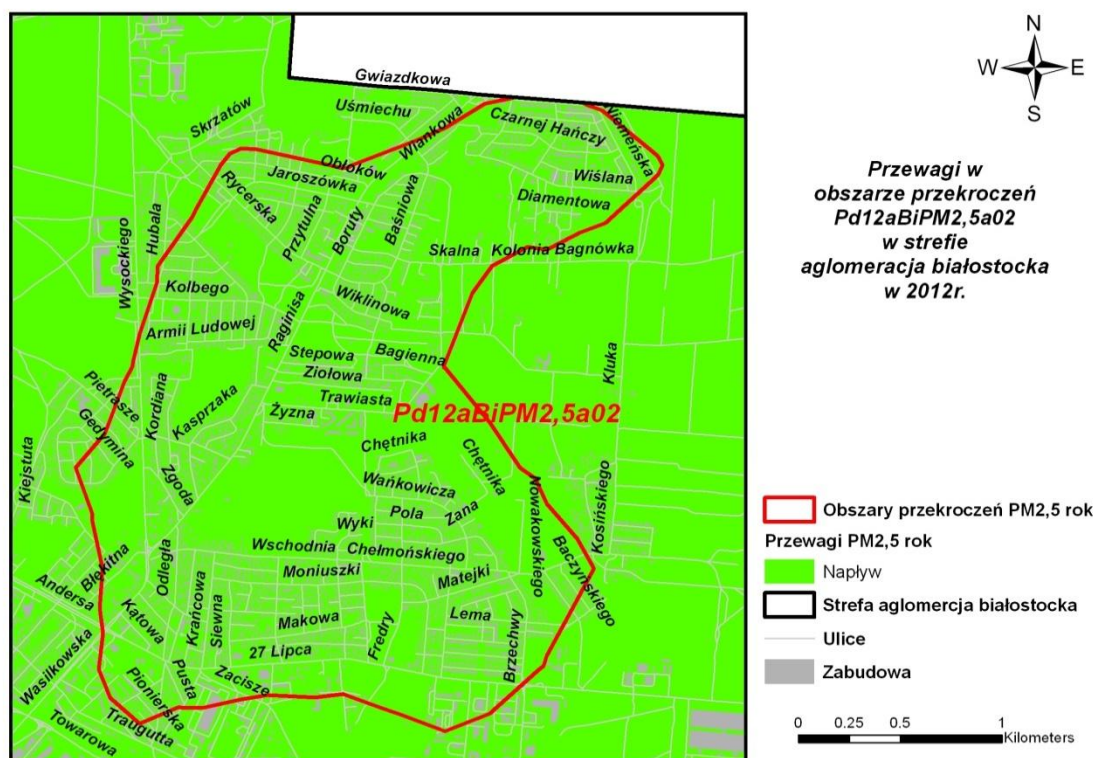 Gwiazdkowa
Uśmiechu
Wiankowa
Niemeńska
Czarnej Hańczy
Skrzatów
Obłoków
Jaroszówka
Wiślana
Rycerska
Diamentowa
Przytulna
Boruty
Baśniowa
Hubala
Wysockiego
Skalna
Kolonia Bagnówka
Kolbego
Wiklinowa
Raginisa
Armii Ludowej
Stepowa
Bagienna
Ziołowa
Kluka
Pietrasze
Kordiana
Kasprzaka
Trawiasta
Żyzna
Pd12aBiPM2,5a02
Gedymina
Chętnika
Chętnika
Kiejstuta
Zgoda
Wańkowicza
Nowakowskiego
Kosińskiego
Pola
Zana
Wyki
Wschodnia
Chełmońskiego
Błękitna
Odległa
Moniuszki
Matejki
Baczyńskiego
Andersa
Kątowa
Krańcowa
Siewna
Makowa
Lema
Fredry
Brzechwy
Wasilkowska
27 Lipca
Pusta
Zacisze
Pionierska
Traugutta
Towarowa
N
W E
S
Przewagi w
obszarze przekroczeń
Pd12aBiPM2,5a02
w strefie
aglomeracja białostocka
w 2012r.
Obszary przekroczeń PM2,5 rok
Przewagi PM2,5 rok
Napływ
Strefa aglomercja białostocka
Ulice
Zabudowa
0 0.25 0.5 1
Kilometers